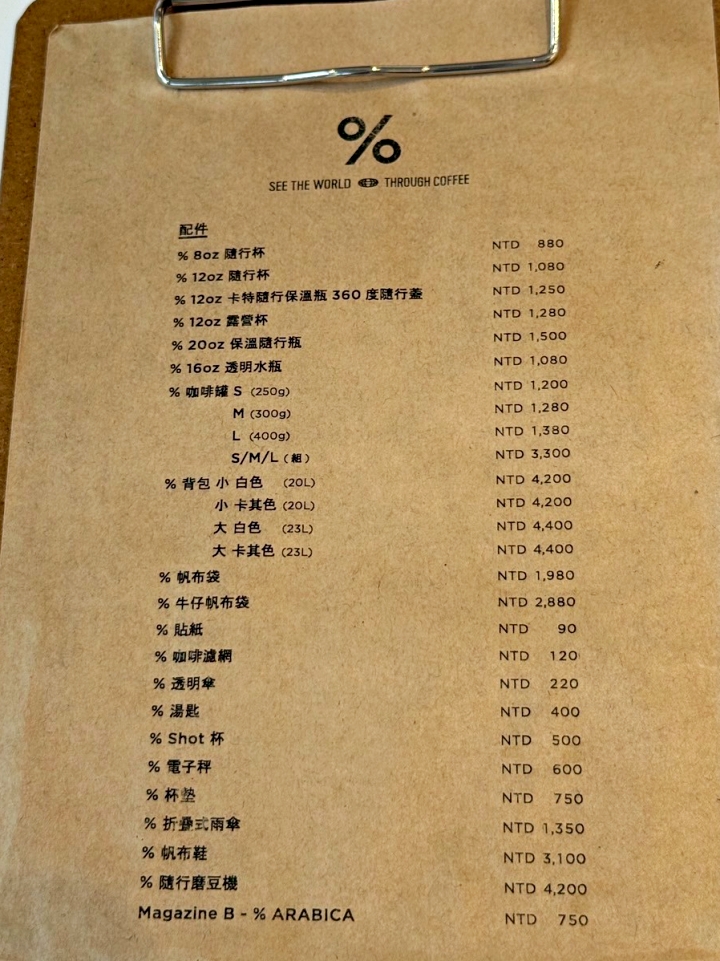 %
SEE THE WORLD THROUGH COFFEE
配件
% 8oz 隨行杯 NTD 880
% 12oz 隨行杯 NTD 1,080
% 12oz 卡特隨行保溫瓶 360 度隨行蓋 NTD 1,250
% 12oz 露營杯 NTD 1,280
% 20oz 保溫隨行瓶 NTD 1,500
% 16oz 透明水瓶 NTD 1,080
% 咖啡罐 S (250g) NTD 1,200
M (300g) NTD 1,280
L (400g) NTD 1,380
S/M/L (組) NTD 3,300
% 背包 小 白色 (20L) NTD 4,200
小 卡其色 (20L) NTD 4,200
大 白色 (23L) NTD 4,400
大 卡其色 (23L) NTD 4,400
% 帆布袋 NTD 1,980
% 牛仔帆布袋 NTD 2,880
% 貼紙 NTD 90
% 咖啡濾網 NTD 120
% 透明傘 NTD 220
% 湯匙 NTD 400
% Shot 杯 NTD 500
% 電子秤 NTD 600
% 杯墊 NTD 750
% 折疊式雨傘 NTD 1,350
% 帆布鞋 NTD 3,100
% 隨行磨豆機 NTD 4,200
Magazine B - % ARABICA NTD 750